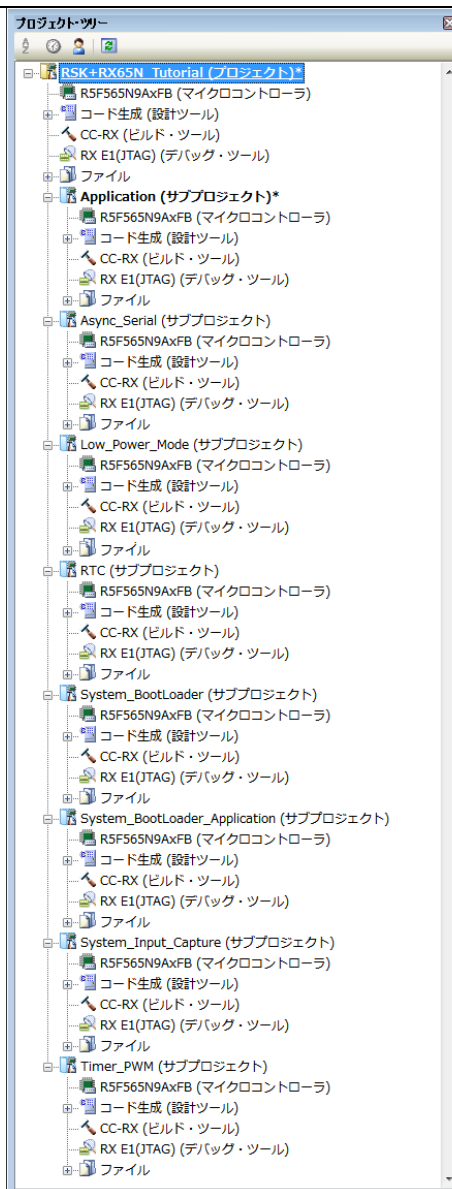 プロジェクト・ツリー
RSK+RX65N_Tutorial (プロジェクト)*
R5F565N9AxFB (マイクロコントローラ)
コード生成 (設計ツール)
CC-RX (ビルド・ツール)
RX E1(JTAG) (デバッグ・ツール)
ファイル
Application (サブプロジェクト)*
R5F565N9AxFB (マイクロコントローラ)
コード生成 (設計ツール)
CC-RX (ビルド・ツール)
RX E1(JTAG) (デバッグ・ツール)
ファイル
Async_Serial (サブプロジェクト)
R5F565N9AxFB (マイクロコントローラ)
コード生成 (設計ツール)
CC-RX (ビルド・ツール)
RX E1(JTAG) (デバッグ・ツール)
ファイル
Low_Power_Mode (サブプロジェクト)
R5F565N9AxFB (マイクロコントローラ)
コード生成 (設計ツール)
CC-RX (ビルド・ツール)
RX E1(JTAG) (デバッグ・ツール)
ファイル
RTC (サブプロジェクト)
R5F565N9AxFB (マイクロコントローラ)
コード生成 (設計ツール)
CC-RX (ビルド・ツール)
RX E1(JTAG) (デバッグ・ツール)
ファイル
System_BootLoader (サブプロジェクト)
R5F565N9AxFB (マイクロコントローラ)
コード生成 (設計ツール)
CC-RX (ビルド・ツール)
RX E1(JTAG) (デバッグ・ツール)
ファイル
System_BootLoader_Application (サブプロジェクト)
R5F565N9AxFB (マイクロコントローラ)
コード生成 (設計ツール)
CC-RX (ビルド・ツール)
RX E1(JTAG) (デバッグ・ツール)
ファイル
System_Input_Capture (サブプロジェクト)
R5F565N9AxFB (マイクロコントローラ)
コード生成 (設計ツール)
CC-RX (ビルド・ツール)
RX E1(JTAG) (デバッグ・ツール)
ファイル
Timer_PWM (サブプロジェクト)
R5F565N9AxFB (マイクロコントローラ)
コード生成 (設計ツール)
CC-RX (ビルド・ツール)
RX E1(JTAG) (デバッグ・ツール)
ファイル